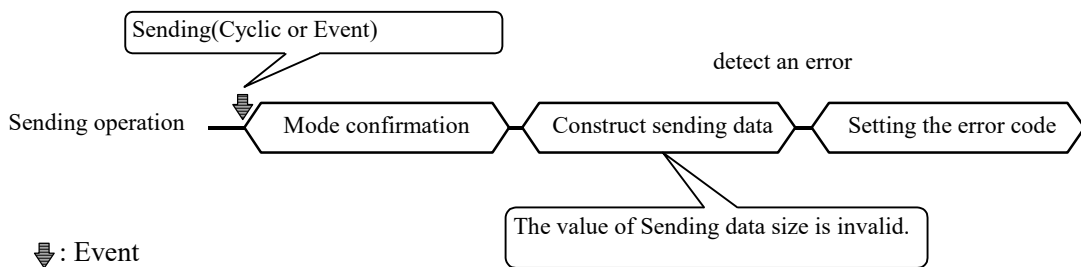 Sending(Cyclic or Event)
detect an error
Sending operation
Mode confirmation
Construct sending data
Setting the error code
The value of Sending data size is invalid.
: Event